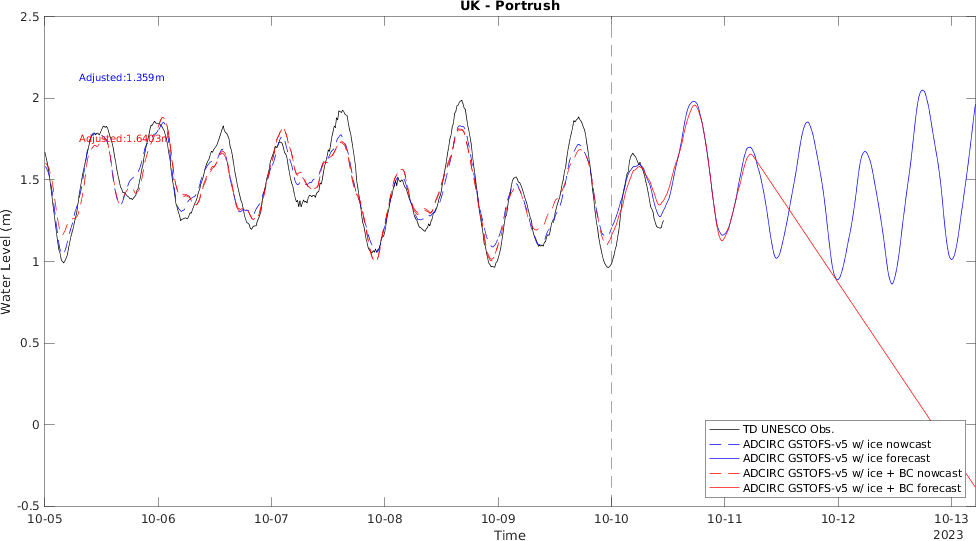 UK - Portrush
2.5
2
1.5
1
0.5
0
-0.5
Water Level (m)
Adjusted:1.359m
Adjusted:1.6403m
TD UNESCO Obs.
ADCIRC GSTOFS-v5 w/ ice nowcast
ADCIRC GSTOFS-v5 w/ ice forecast
ADCIRC GSTOFS-v5 w/ ice + BC nowcast
ADCIRC GSTOFS-v5 w/ ice + BC forecast
10-05 10-06 10-07 10-08 10-09 10-10 10-11 10-12 10-13
Time
2023